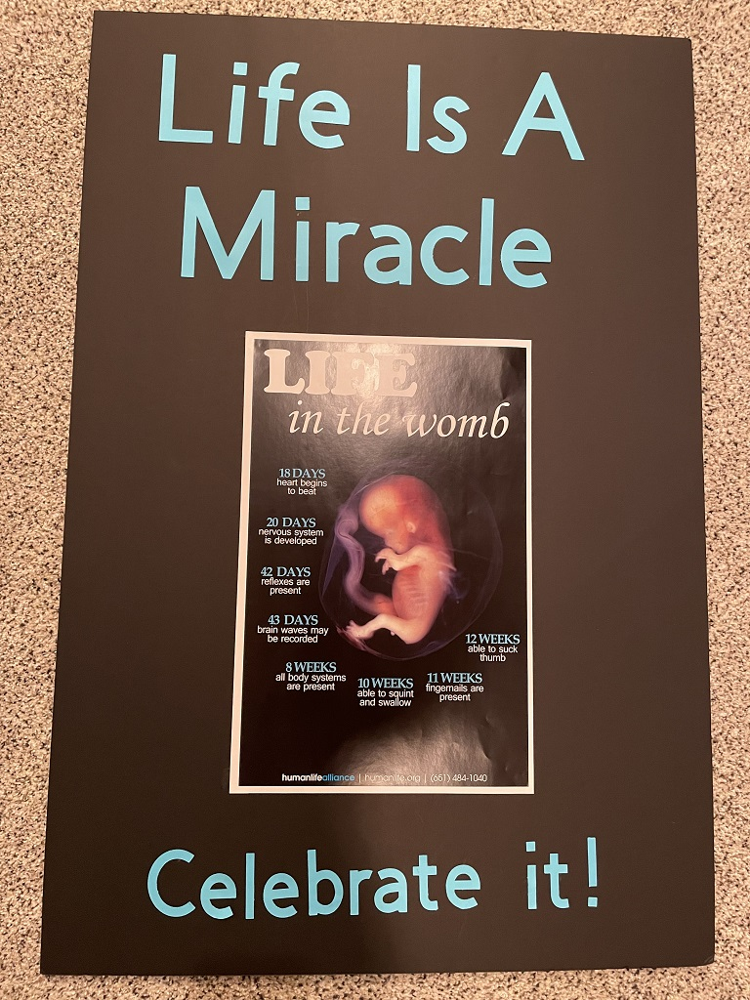 Life Is A
Miracle
LIFE
in the womb
18 DAYS
heart begins
to beat
20 DAYS
nervous system
is developed
42 DAYS
reflexes are
present
43 DAYS
brain waves may
be recorded
8 WEEKS
all body systems
are present
10 WEEKS
able to squint
and swallow
11 WEEKS
fingernails are
present
12 WEEKS
able to suck
thumb
humanlifealliance | humanlife.org | (651) 484-1040
Celebrate it!